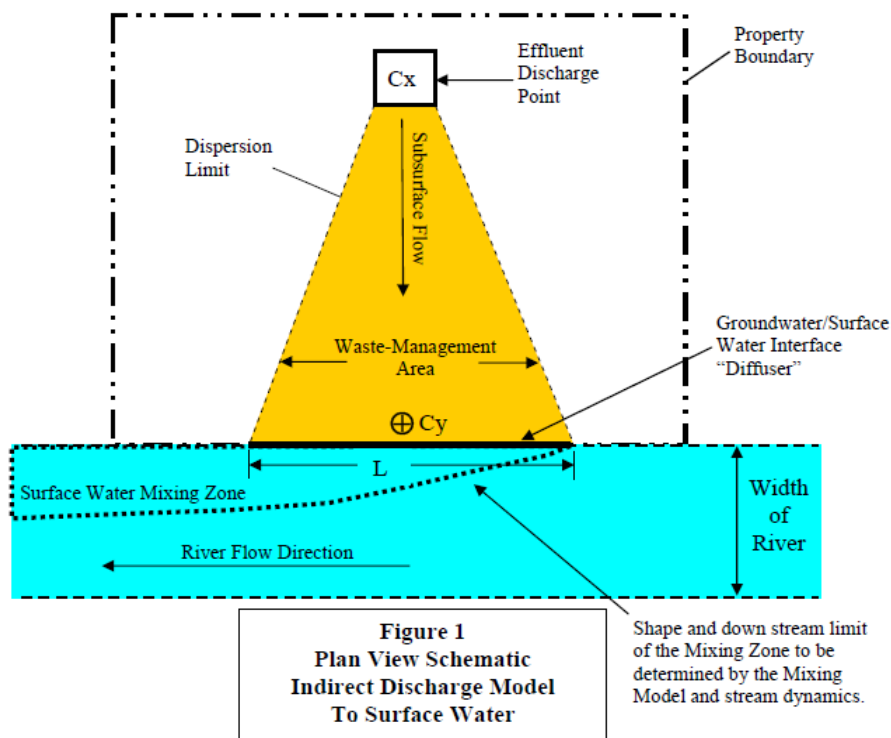 Property
Boundary
Effluent
Discharge
Point
Cx
Dispersion
Limit
Subsurface Flow
Groundwater/Surface
Water Interface
“Diffuser”
Waste-Management
Area
⊕ Cy
L
Surface Water Mixing Zone
Width
of
River
River Flow Direction
Figure 1
Plan View Schematic
Indirect Discharge Model
To Surface Water
Shape and down stream limit
of the Mixing Zone to be
determined by the Mixing
Model and stream dynamics.